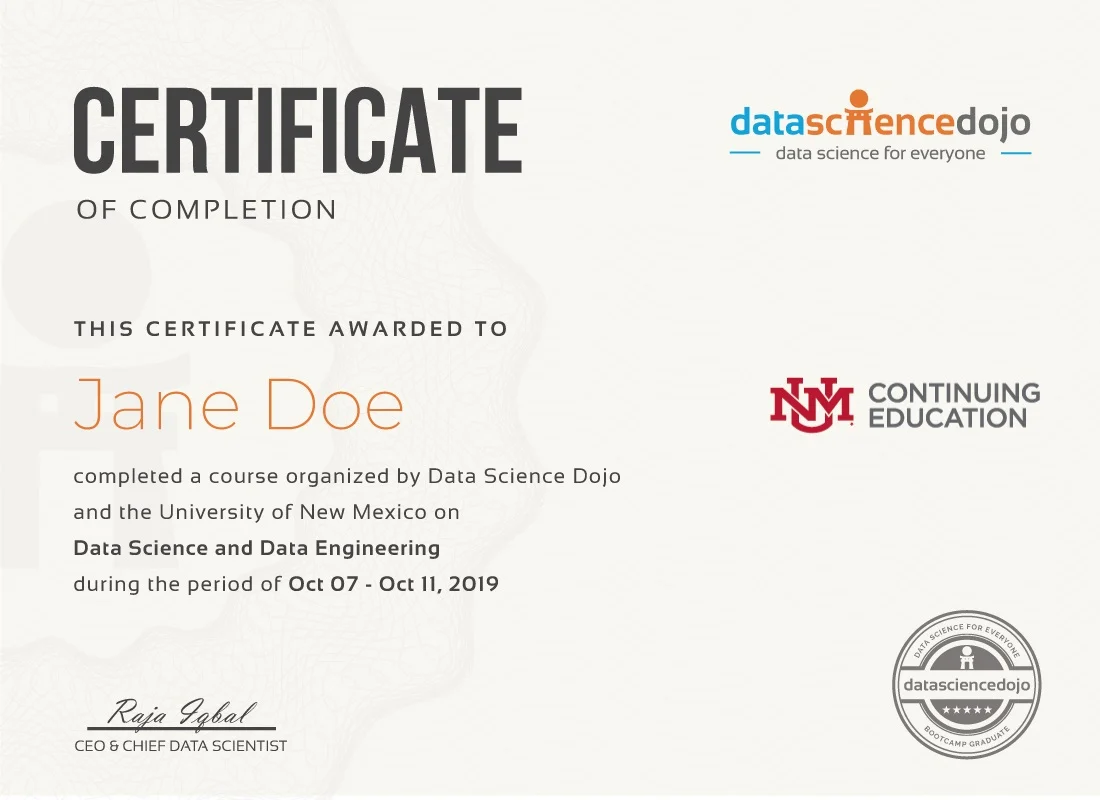 CERTIFICATE
OF COMPLETION
datasciencedojo
data science for everyone
THIS CERTIFICATE AWARDED TO
Jane Doe
NM
CONTINUING
EDUCATION
completed a course organized by Data Science Dojo
and the University of New Mexico on
Data Science and Data Engineering
during the period of Oct 07 - Oct 11, 2019
Raja Iqbal
CEO & CHIEF DATA SCIENTIST
DATA SCIENCE FOR EVERYONE
datasciencedojo
BOOTCAMP GRADUATE